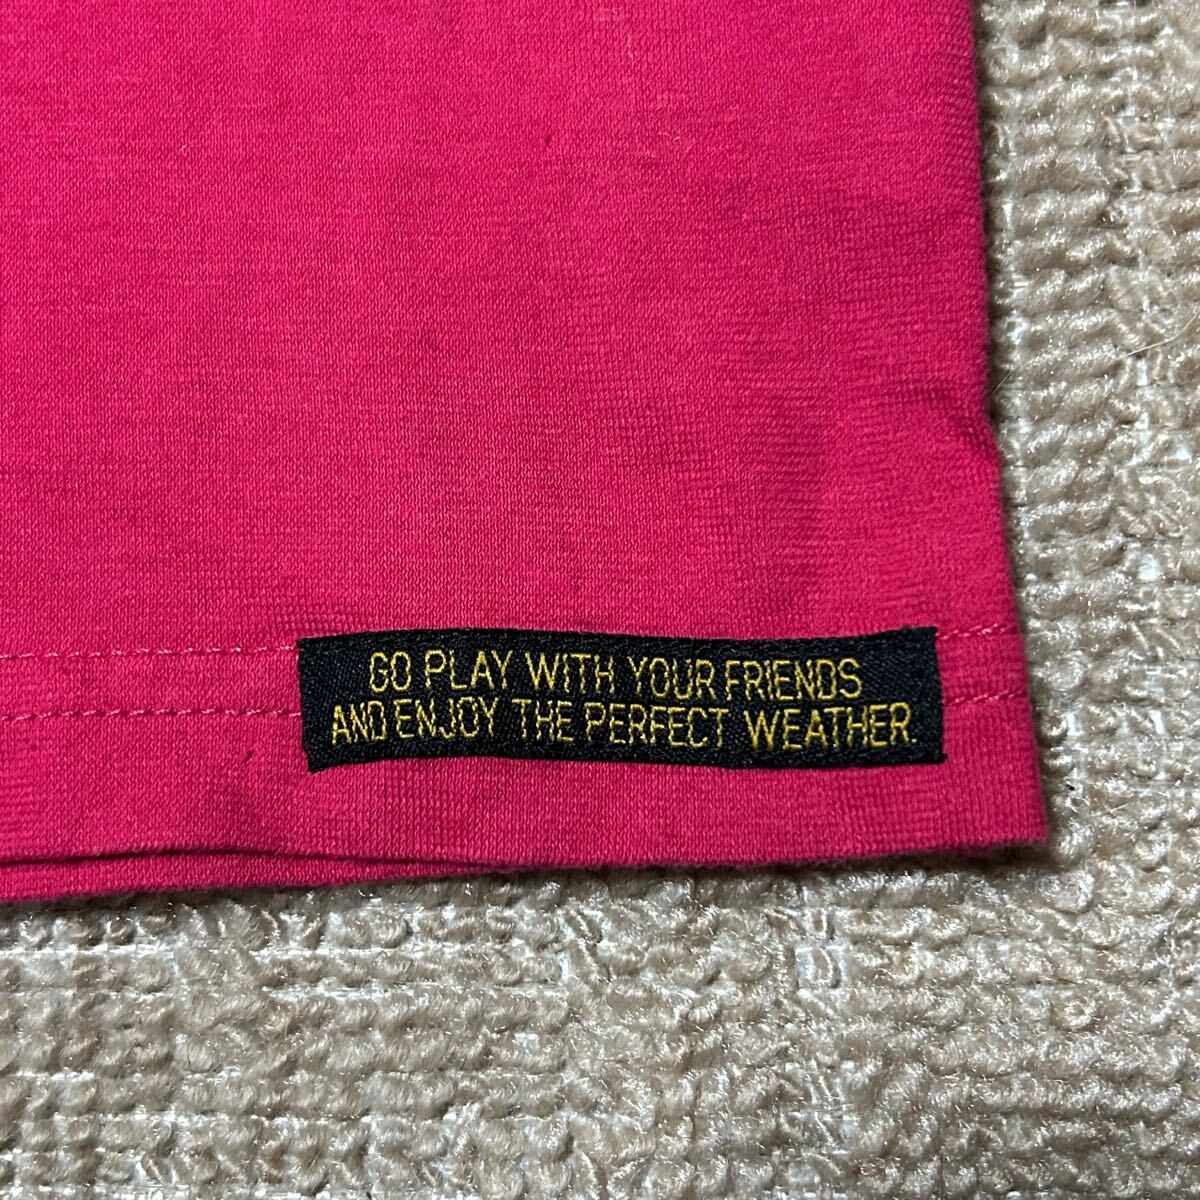 GO PLAY WITH YOUR FRIENDS
AND ENJOY THE PERFECT WEATHER.